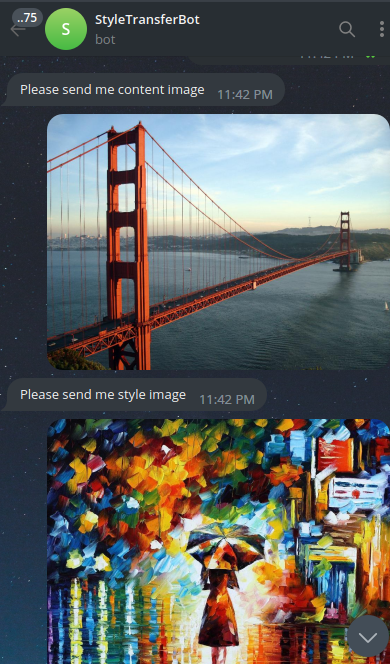 ..75
S
StyleTransferBot
bot
Please send me content image 11:42 PM
Please send me style image 11:42 PM